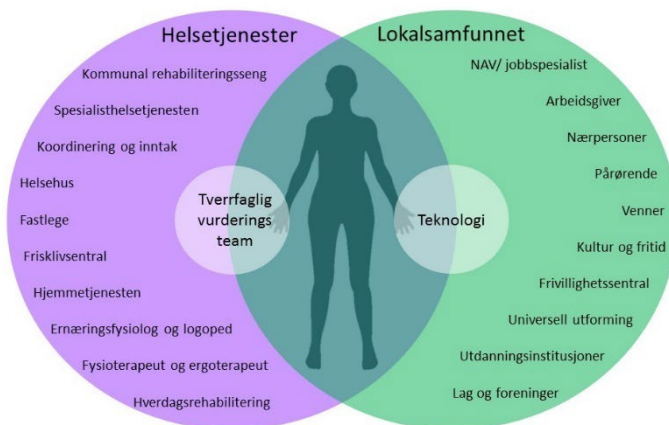 Helsetjenester
Kommunal rehabiliteringsseng
Spesialisthelsetjenesten
Koordinering og inntak
Helsehus
Fastlege
Frisklivsentral
Hjemmetjenesten
Ernæringsfysiolog og logoped
Fysioterapeut og ergoterapeut
Hverdagsrehabilitering
Tverrfaglig
vurderings
team
Lokalsamfunnet
NAV/ jobbspesialist
Arbeidsgiver
Nærpersoner
Pårørende
Venner
Kultur og fritid
Frivillighetssentral
Universell utforming
Utdanningsinstitusjoner
Lag og foreninger
Teknologi